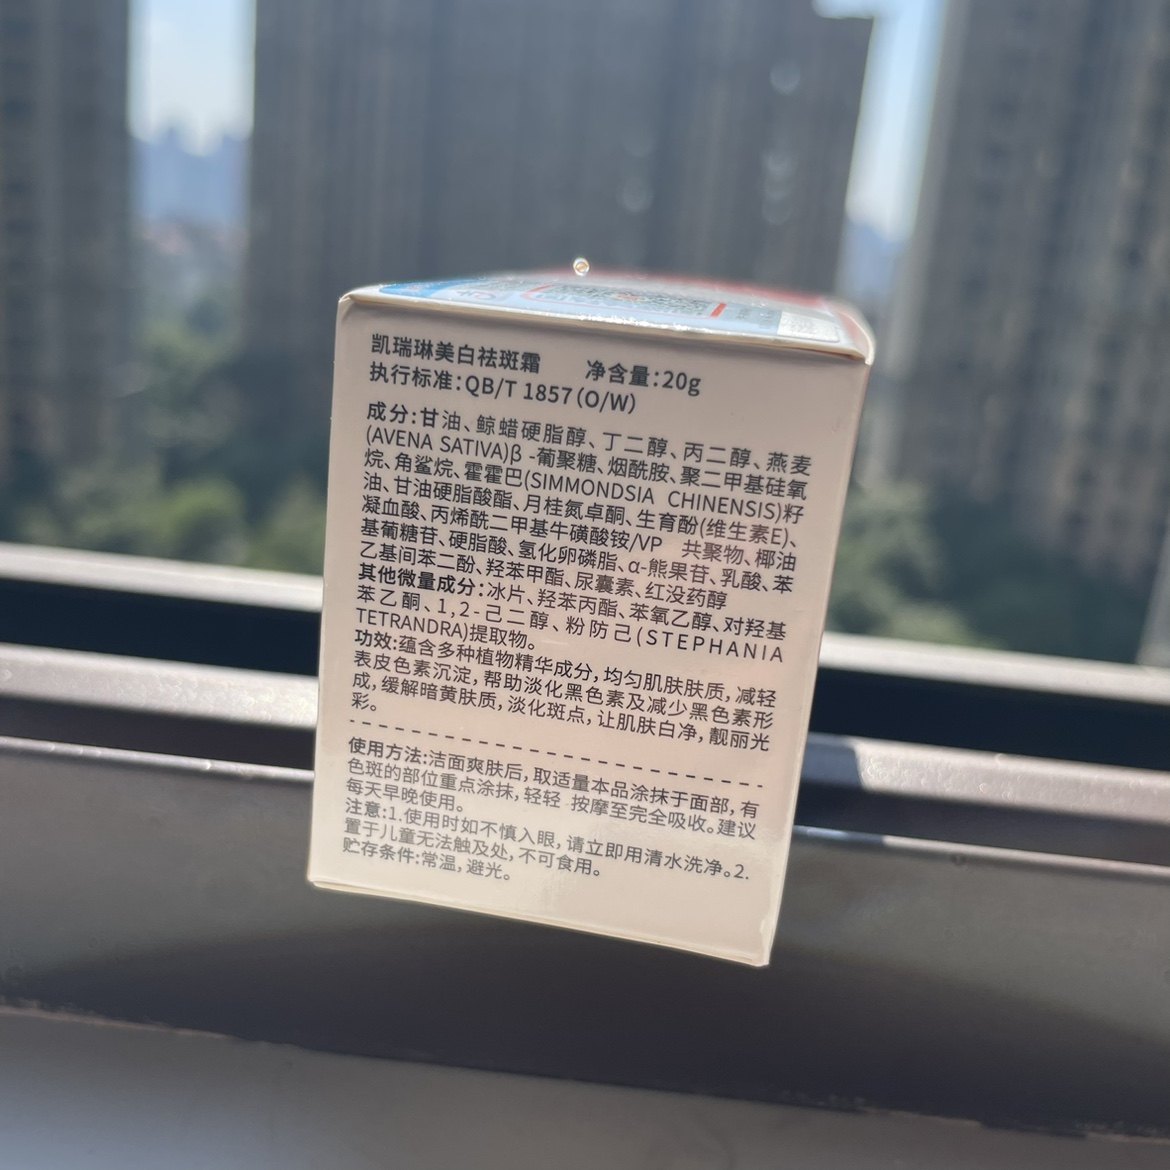 凯瑞琳美白祛斑霜 净含量:20g
执行标准:QB/T 1857(O/W)
成分:甘油、鲸蜡硬脂醇、丁二醇、丙二醇、燕麦
(AVENA SATIVA)β -葡聚糖、烟酰胺、聚二甲基硅氧
烷、角鲨烷、霍霍巴(SIMMONDSIA CHINENSIS)籽
油、甘油硬脂酸酯、月桂氮卓酮、生育酚(维生素E)、
凝血酸、丙烯酰二甲基牛磺酸铵/VP 共聚物、椰油
基葡糖苷、硬脂酸、氢化卵磷脂、α-熊果苷、乳酸、苯
乙基间苯二酚、羟苯甲酯、尿囊素、红没药醇
其他微量成分:冰片、羟苯丙酯、苯氧乙醇、对羟基
苯乙酮、1,2-己二醇、粉防己(STEPHANIA
TETRANDRA)提取物。
功效:蕴含多种植物精华成分,均匀肌肤肤质,减轻
表皮色素沉淀,帮助淡化黑色素及减少黑色素形
成,缓解暗黄肤质,淡化斑点,让肌肤白净,靓丽光
彩。
使用方法:洁面爽肤后,取适量本品涂抹于面部,有
色斑的部位重点涂抹,轻轻 按摩至完全吸收。建议
每天早晚使用。
注意:1.使用时如不慎入眼,请立即用清水洗净。2.
置于儿童无法触及处,不可食用。
贮存条件:常温,避光。